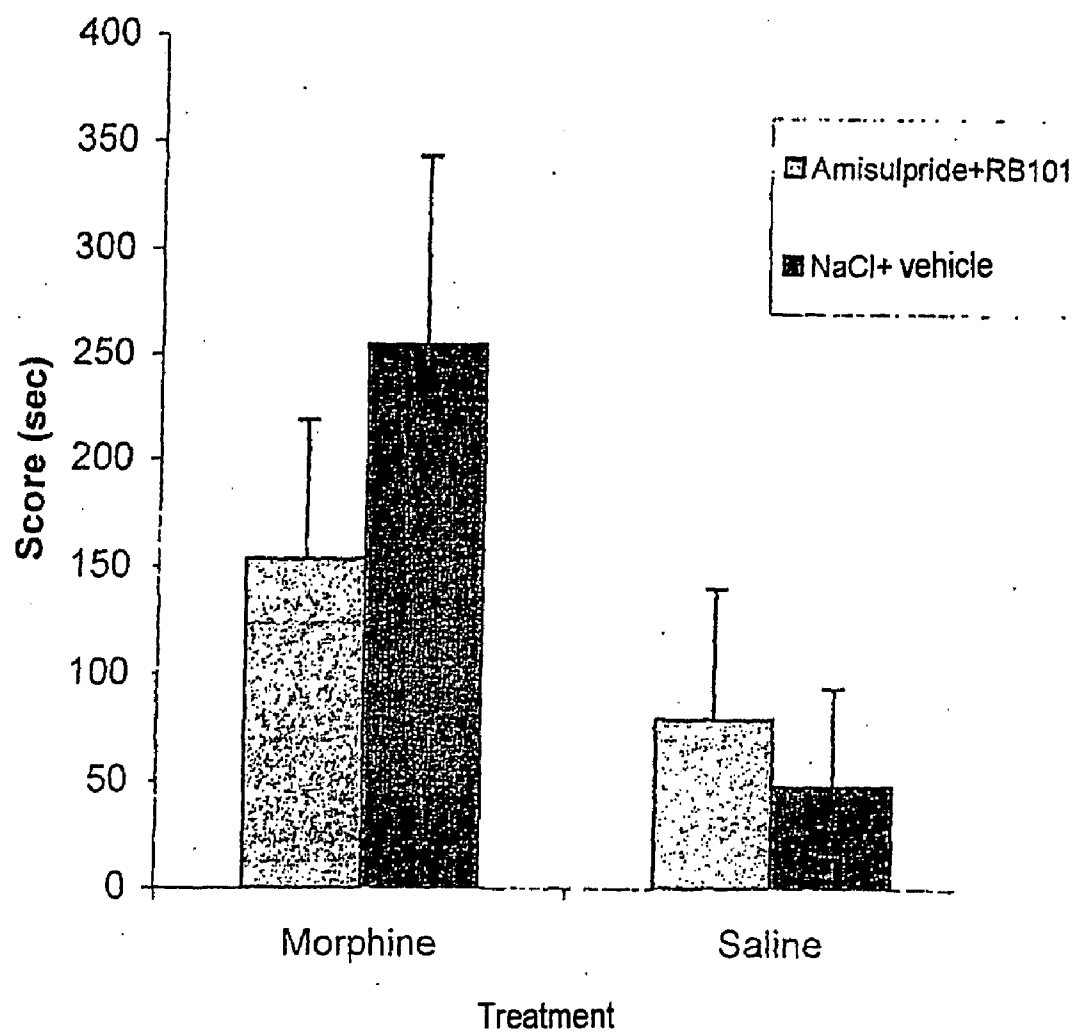 400
350
300
250
200
150
100
50
0
Score (sec)
Amisulpride+RB101
NaCl+ vehicle
Morphine
Saline
Treatment